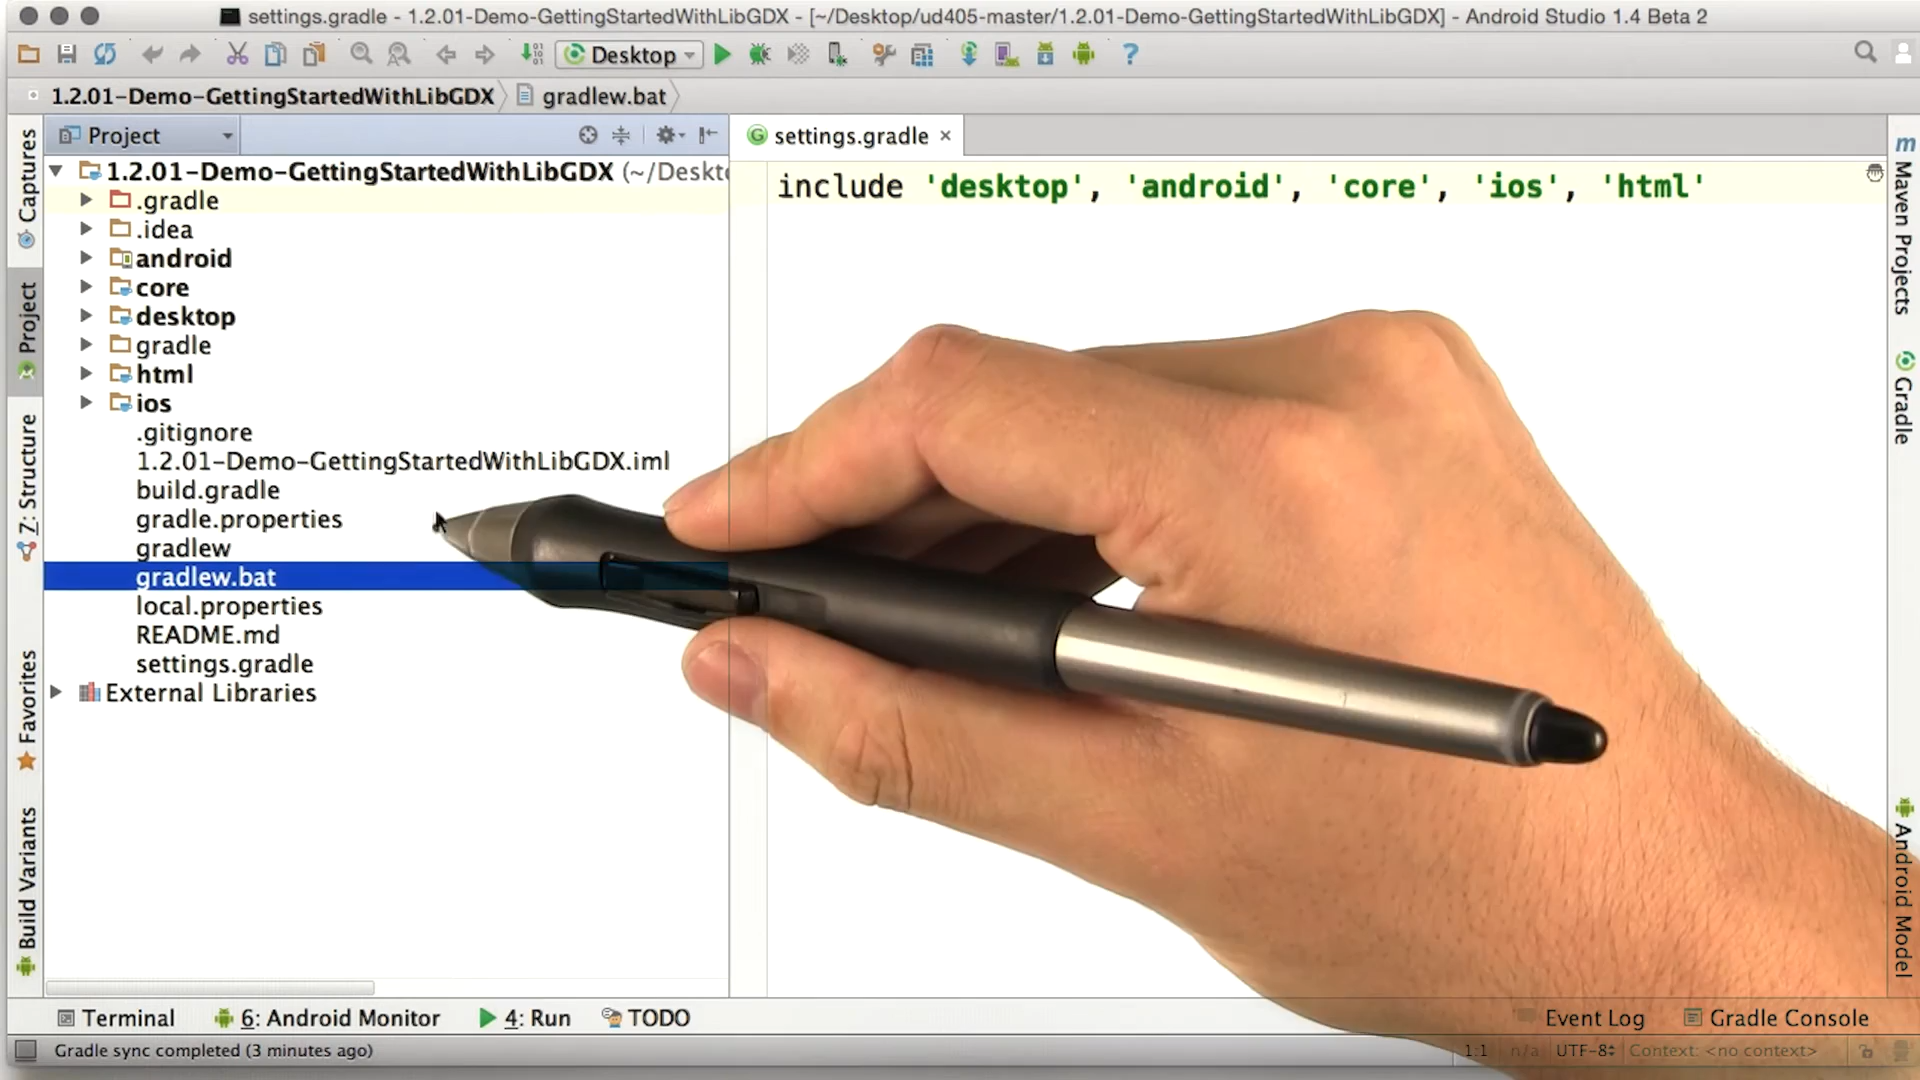 settings.gradle - 1.2.01-Demo-GettingStartedWithLibGDX - [~/Desktop/ud405-master/1.2.01-Demo-GettingStartedWithLibGDX] - Android Studio 1.4 Beta 2
Desktop
1.2.01-Demo-GettingStartedWithLibGDX
gradlew.bat
Project
settings.gradle
1.2.01-Demo-GettingStartedWithLibGDX (~/Deskto
include 'desktop', 'android', 'core', 'ios', 'html'
.gradle
.idea
android
core
desktop
gradle
html
ios
.gitignore
1.2.01-Demo-GettingStartedWithLibGDX.iml
build.gradle
gradle.properties
gradlew
gradlew.bat
local.properties
README.md
settings.gradle
External Libraries
Captures
Project
Z: Structure
Favorites
Build Variants
Maven Projects
Gradle
Android Model
Terminal
6: Android Monitor
4: Run
TODO
Event Log
Gradle Console
Gradle sync completed (3 minutes ago)
1:1
n/a
UTF-8
Context: <no context>